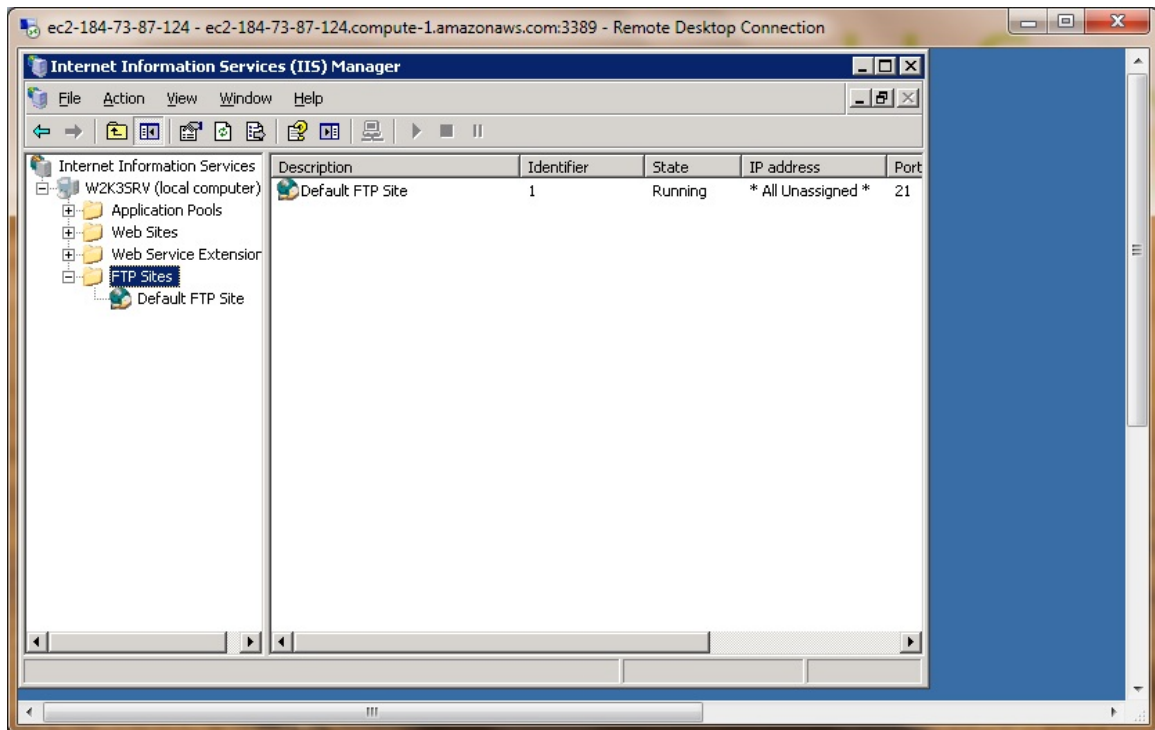 ec2-184-73-87-124 - ec2-184-73-87-124.compute-1.amazonaws.com:3389 - Remote Desktop Connection
Internet Information Services (IIS) Manager
File Action View Window Help
Internet Information Services
W2K3SRV (local computer)
Application Pools
Web Sites
Web Service Extension
FTP Sites
Default FTP Site
Description Identifier State IP address Port
Default FTP Site 1 Running * All Unassigned * 21